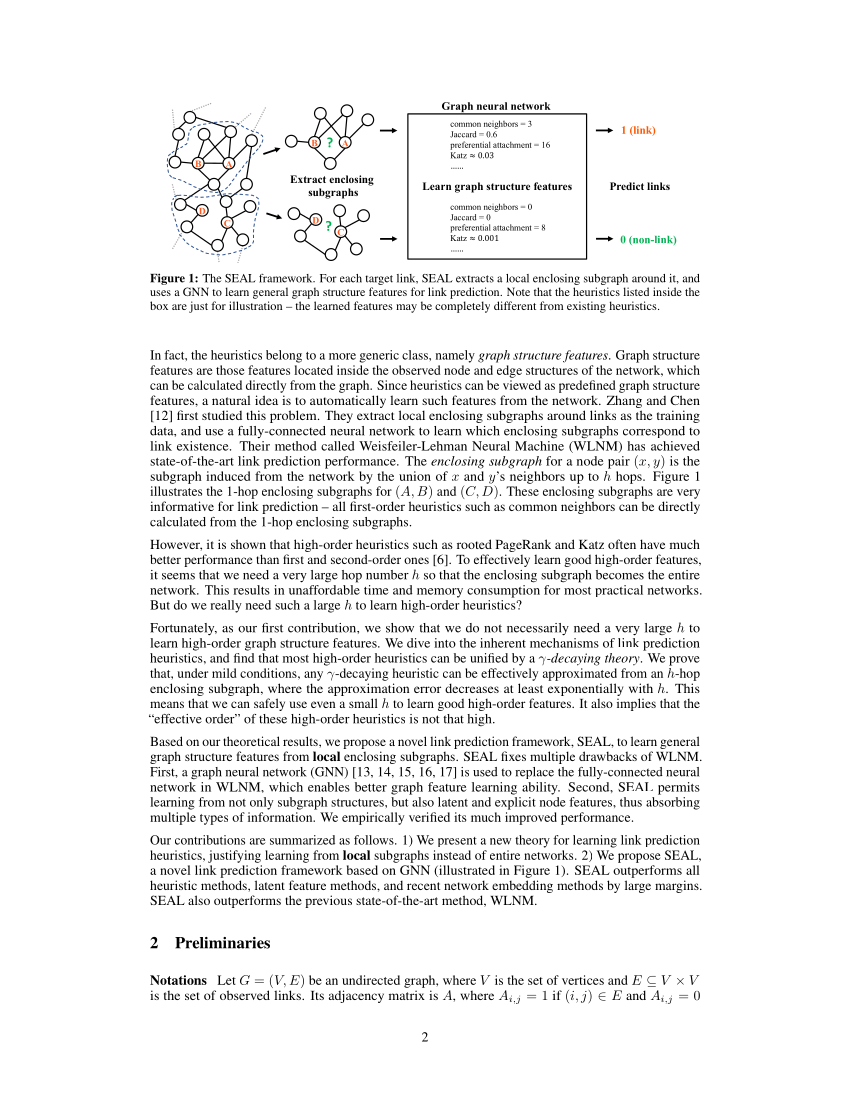 Graph neural network
common neighbors = 3
Jaccard = 0.6
preferential attachment = 16
Katz ≈ 0.03
......
B ? A
1 (link)
B A
Extract enclosing
subgraphs
Learn graph structure features
Predict links
D C
D ? C
common neighbors = 0
Jaccard = 0
preferential attachment = 8
Katz ≈ 0.001
......
0 (non-link)
Figure 1: The SEAL framework. For each target link, SEAL extracts a local enclosing subgraph around it, and
uses a GNN to learn general graph structure features for link prediction. Note that the heuristics listed inside the
box are just for illustration – the learned features may be completely different from existing heuristics.
In fact, the heuristics belong to a more generic class, namely graph structure features. Graph structure
features are those features located inside the observed node and edge structures of the network, which
can be calculated directly from the graph. Since heuristics can be viewed as predefined graph structure
features, a natural idea is to automatically learn such features from the network. Zhang and Chen
[12] first studied this problem. They extract local enclosing subgraphs around links as the training
data, and use a fully-connected neural network to learn which enclosing subgraphs correspond to
link existence. Their method called Weisfeiler-Lehman Neural Machine (WLNM) has achieved
state-of-the-art link prediction performance. The enclosing subgraph for a node pair (x, y) is the
subgraph induced from the network by the union of x and y's neighbors up to h hops. Figure 1
illustrates the 1-hop enclosing subgraphs for (A, B) and (C, D). These enclosing subgraphs are very
informative for link prediction – all first-order heuristics such as common neighbors can be directly
calculated from the 1-hop enclosing subgraphs.
However, it is shown that high-order heuristics such as rooted PageRank and Katz often have much
better performance than first and second-order ones [6]. To effectively learn good high-order features,
it seems that we need a very large hop number h so that the enclosing subgraph becomes the entire
network. This results in unaffordable time and memory consumption for most practical networks.
But do we really need such a large h to learn high-order heuristics?
Fortunately, as our first contribution, we show that we do not necessarily need a very large h to
learn high-order graph structure features. We dive into the inherent mechanisms of link prediction
heuristics, and find that most high-order heuristics can be unified by a γ-decaying theory. We prove
that, under mild conditions, any γ-decaying heuristic can be effectively approximated from an h-hop
enclosing subgraph, where the approximation error decreases at least exponentially with h. This
means that we can safely use even a small h to learn good high-order features. It also implies that the
“effective order” of these high-order heuristics is not that high.
Based on our theoretical results, we propose a novel link prediction framework, SEAL, to learn general
graph structure features from local enclosing subgraphs. SEAL fixes multiple drawbacks of WLNM.
First, a graph neural network (GNN) [13, 14, 15, 16, 17] is used to replace the fully-connected neural
network in WLNM, which enables better graph feature learning ability. Second, SEAL permits
learning from not only subgraph structures, but also latent and explicit node features, thus absorbing
multiple types of information. We empirically verified its much improved performance.
Our contributions are summarized as follows. 1) We present a new theory for learning link prediction
heuristics, justifying learning from local subgraphs instead of entire networks. 2) We propose SEAL,
a novel link prediction framework based on GNN (illustrated in Figure 1). SEAL outperforms all
heuristic methods, latent feature methods, and recent network embedding methods by large margins.
SEAL also outperforms the previous state-of-the-art method, WLNM.
2 Preliminaries
Notations Let G = (V, E) be an undirected graph, where V is the set of vertices and E ⊆ V × V
is the set of observed links. Its adjacency matrix is A, where A_{i,j} = 1 if (i, j) ∈ E and A_{i,j} = 0
2